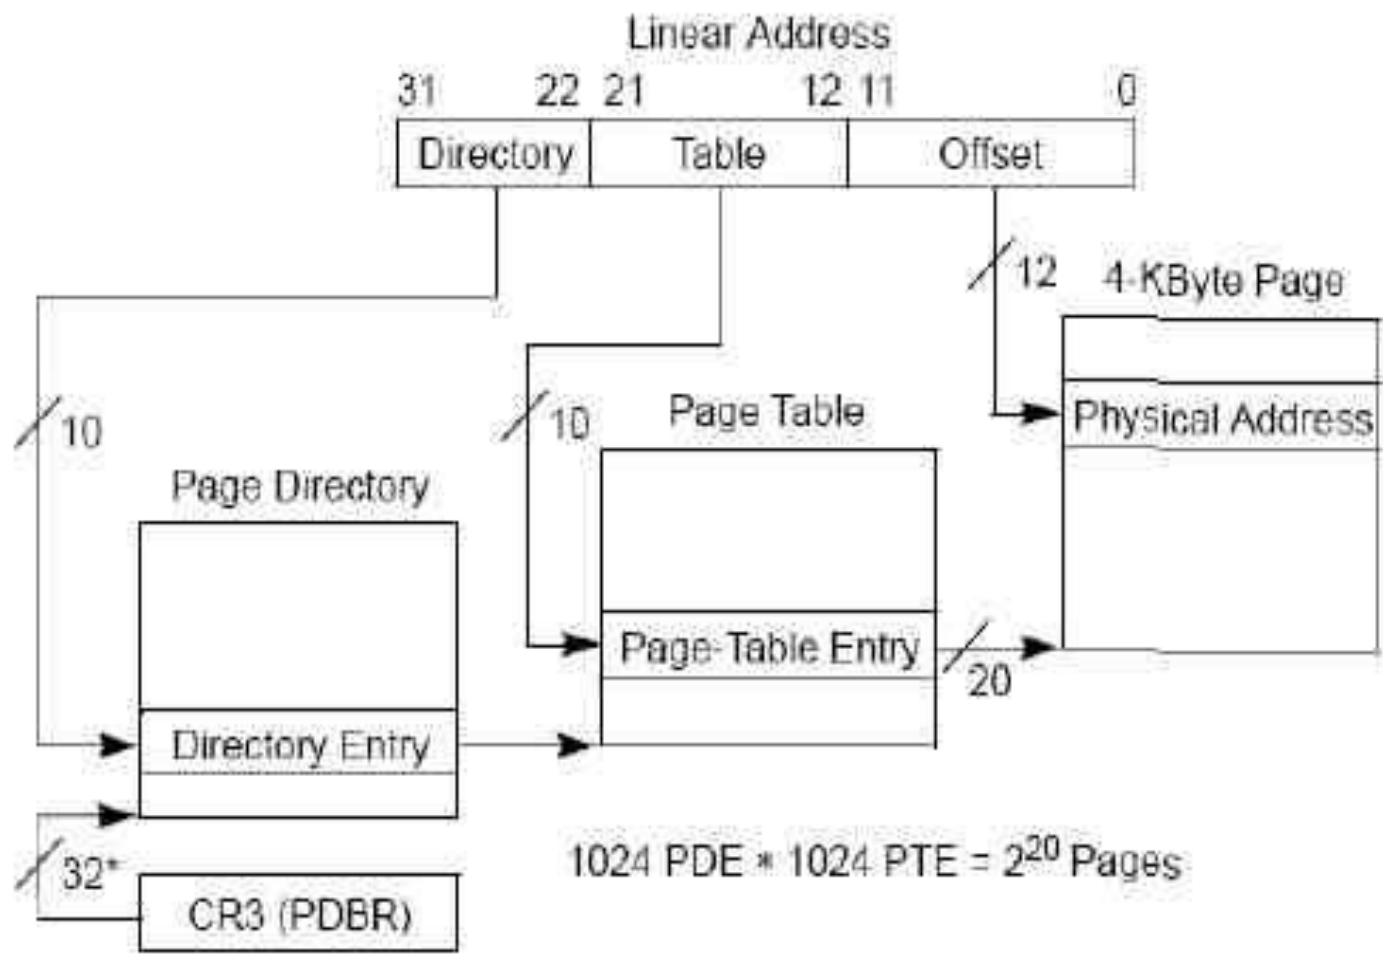 Linear Address
31 22 21 12 11 0
Directory Table Offset
12
4-KByte Page
10
10
Page Table
Physical Address
Page Directory
Page-Table Entry
20
Directory Entry
32*
1024 PDE * 1024 PTE = 2^20 Pages
CR3 (PDBR)